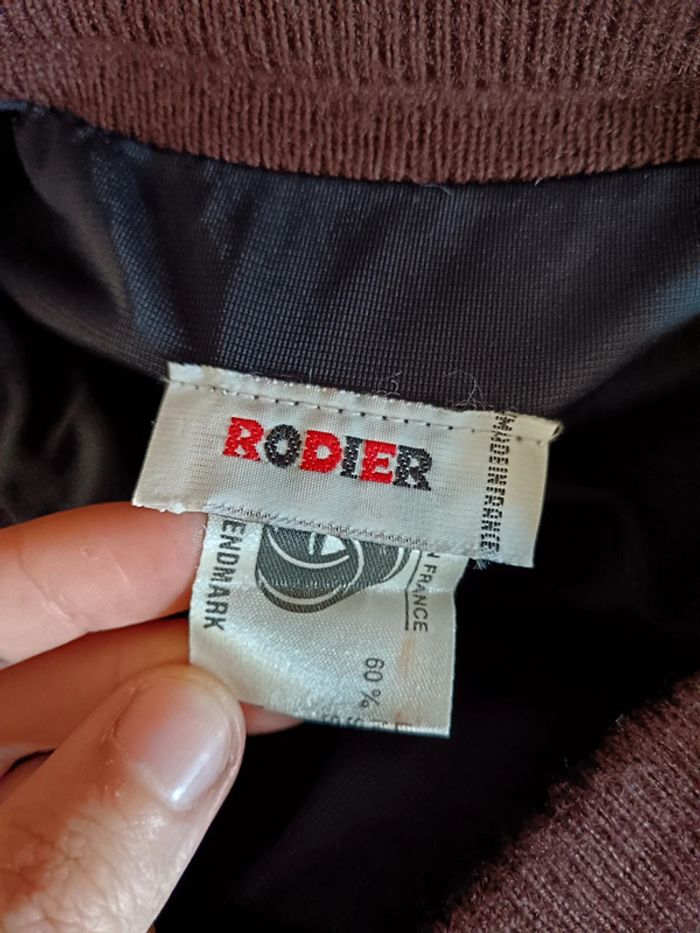 RODIER
MADE IN FRANCE
ENDMARK
N FRANCE
60 %